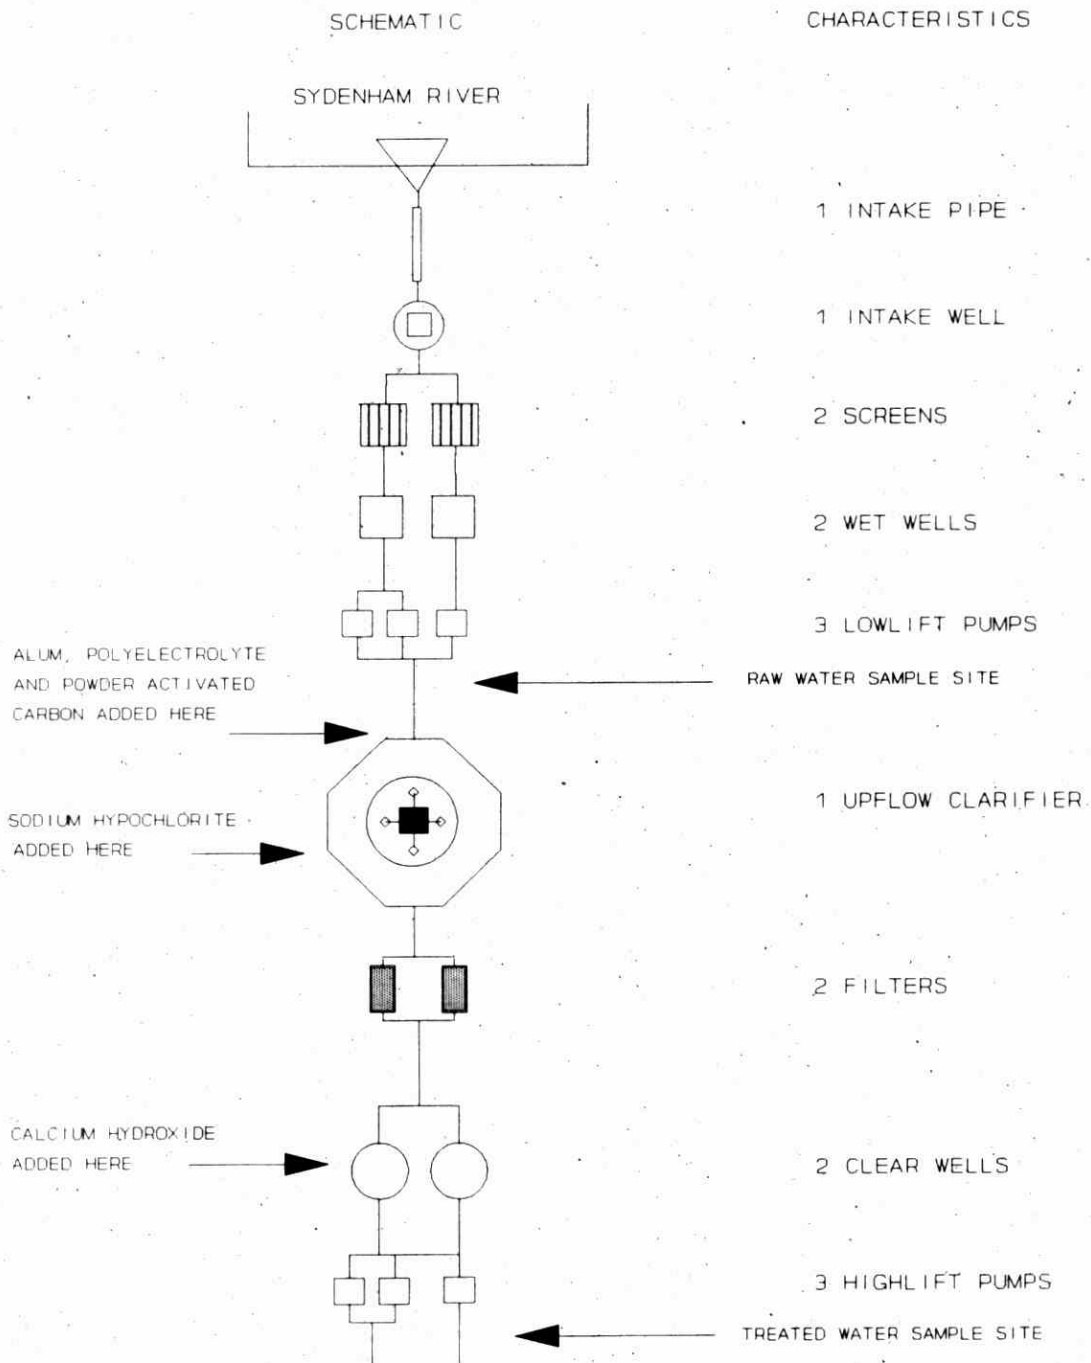 SCHEMATIC
CHARACTERISTICS
SYDENHAM RIVER
1 INTAKE PIPE
1 INTAKE WELL
2 SCREENS
2 WET WELLS
3 LOWLIFT PUMPS
ALUM, POLYELECTROLYTE
AND POWDER ACTIVATED
CARBON ADDED HERE
RAW WATER SAMPLE SITE
1 UPFLOW CLARIFIER
SODIUM HYPOCHLORITE
ADDED HERE
2 FILTERS
CALCIUM HYDROXIDE
ADDED HERE
2 CLEAR WELLS
3 HIGHLIFT PUMPS
TREATED WATER SAMPLE SITE